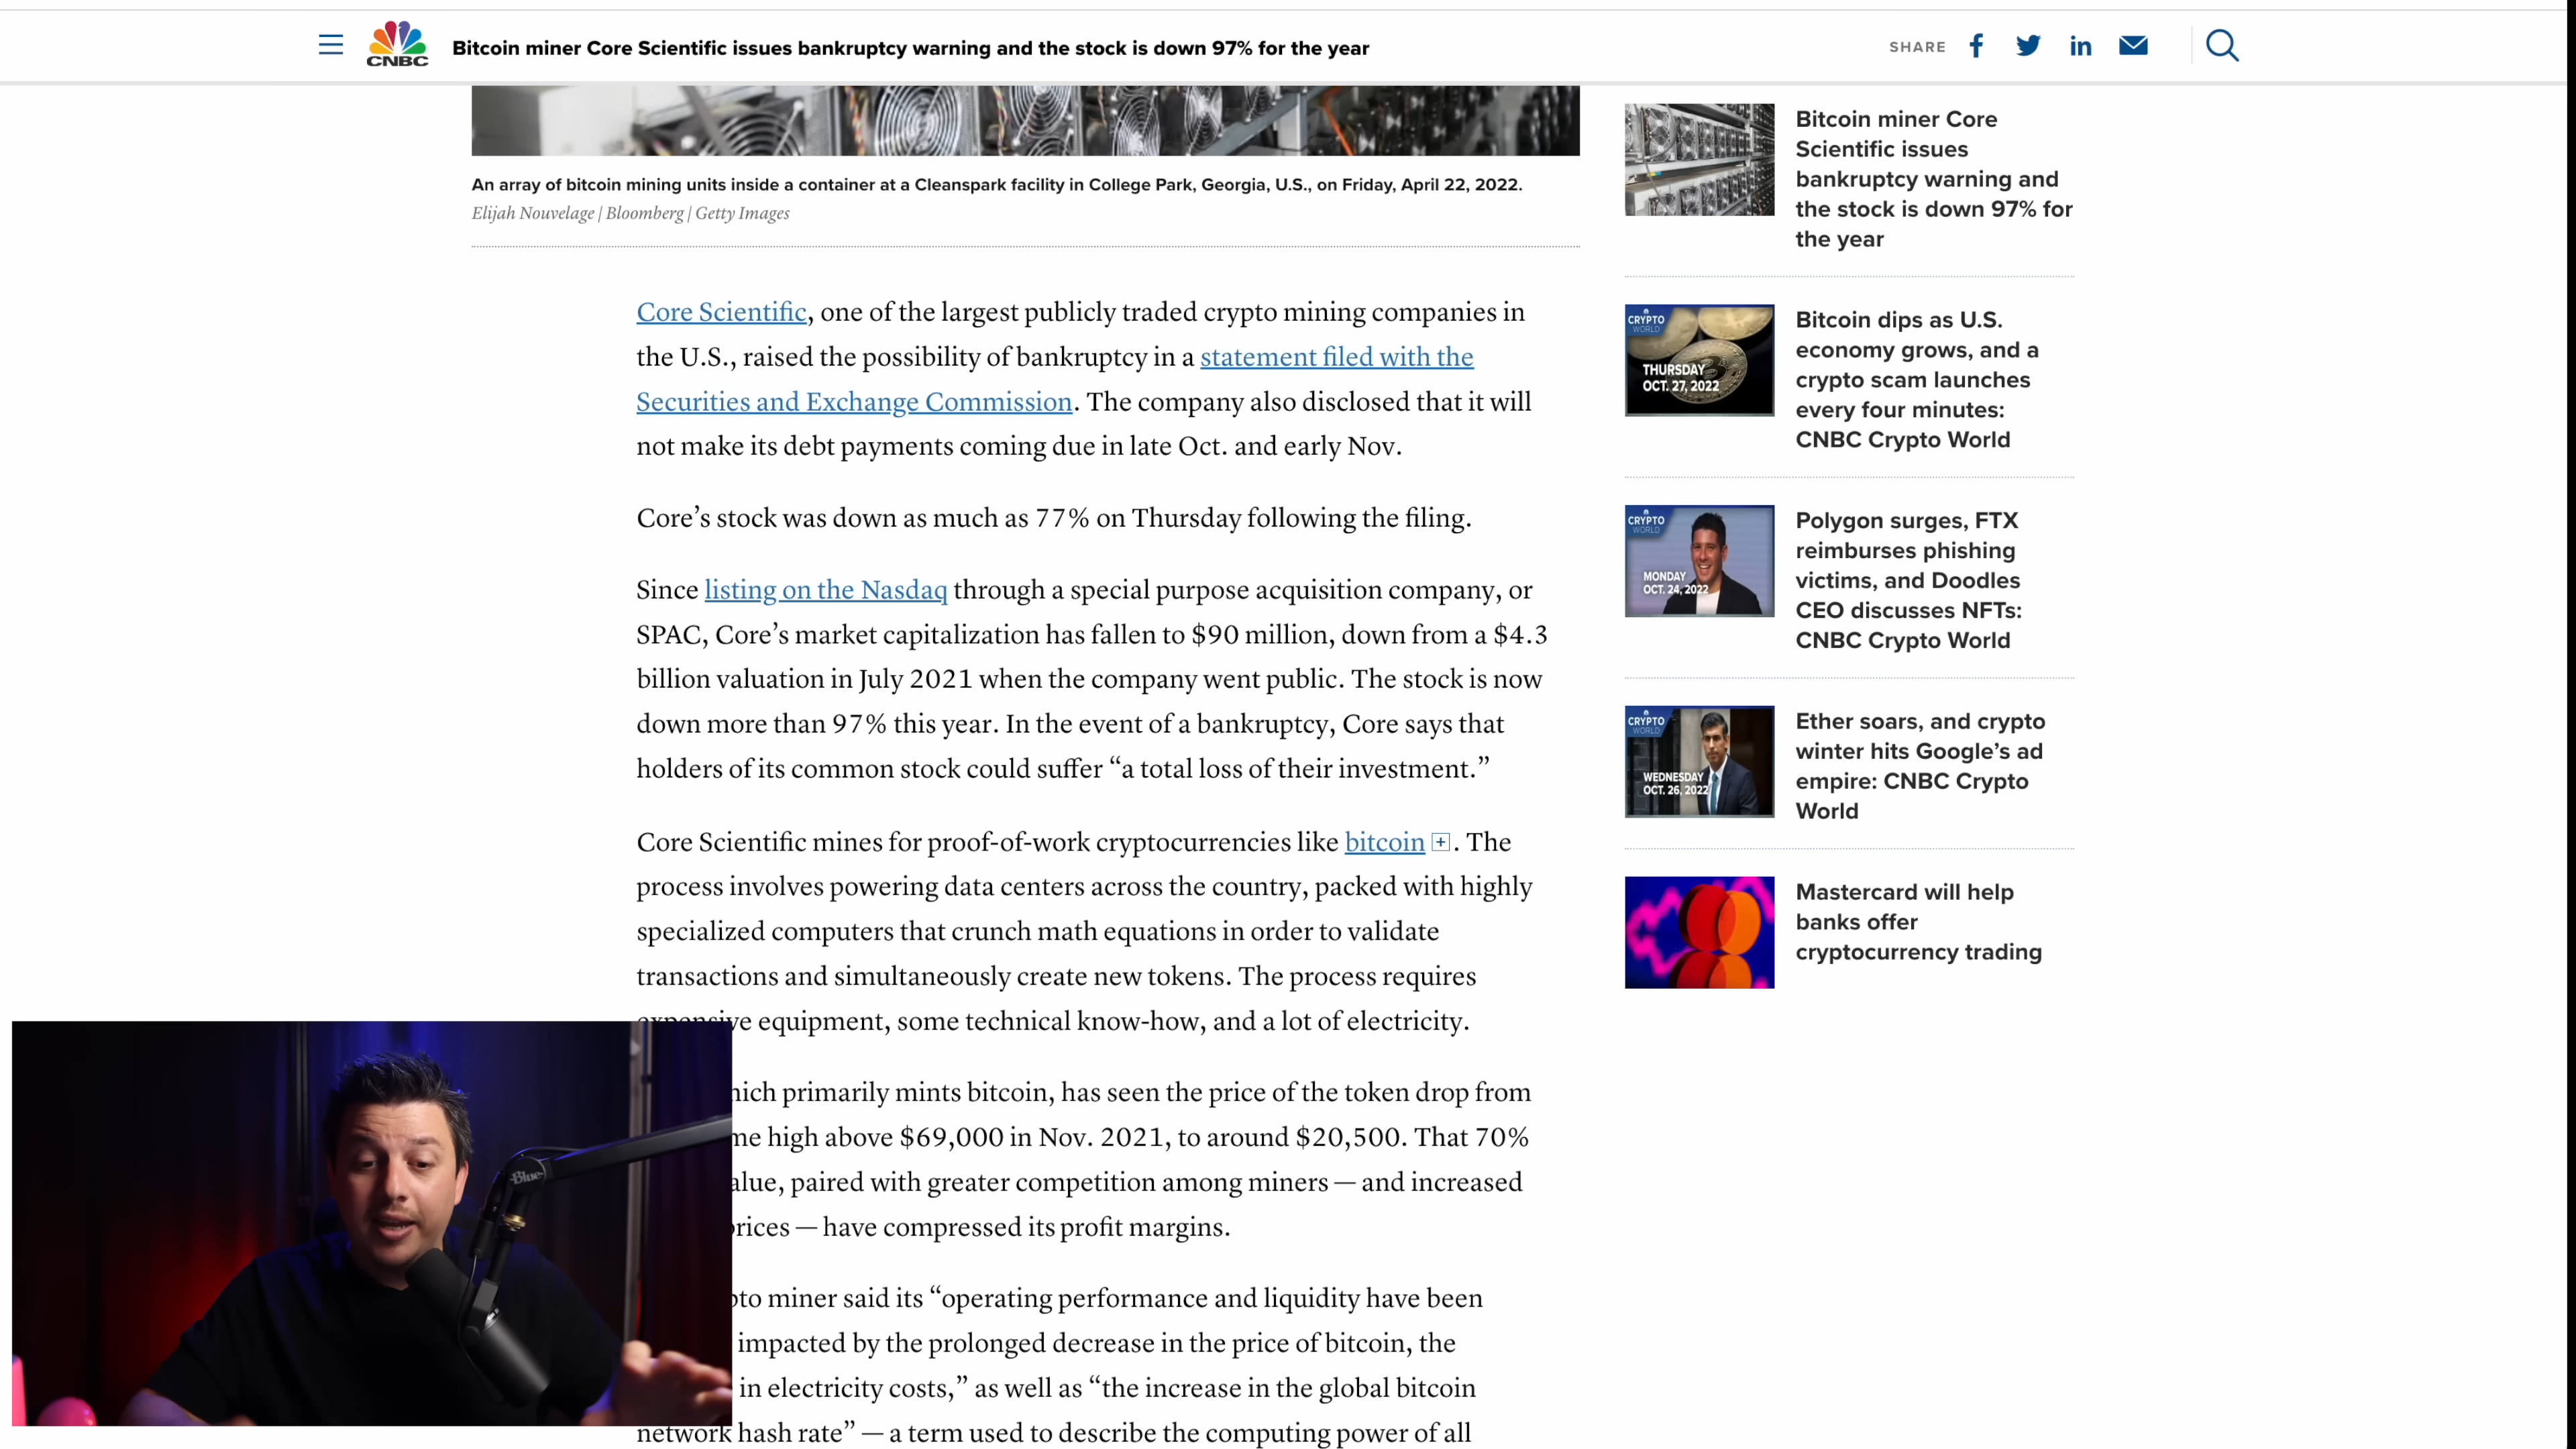 CNBC
Bitcoin miner Core Scientific issues bankruptcy warning and the stock is down 97% for the year
SHARE
An array of bitcoin mining units inside a container at a Cleanspark facility in College Park, Georgia, U.S., on Friday, April 22, 2022.
Elijah Nouvelage | Bloomberg | Getty Images
Core Scientific, one of the largest publicly traded crypto mining companies in
the U.S., raised the possibility of bankruptcy in a statement filed with the
Securities and Exchange Commission. The company also disclosed that it will
not make its debt payments coming due in late Oct. and early Nov.
Core’s stock was down as much as 77% on Thursday following the filing.
Since listing on the Nasdaq through a special purpose acquisition company, or
SPAC, Core’s market capitalization has fallen to $90 million, down from a $4.3
billion valuation in July 2021 when the company went public. The stock is now
down more than 97% this year. In the event of a bankruptcy, Core says that
holders of its common stock could suffer “a total loss of their investment.”
Core Scientific mines for proof-of-work cryptocurrencies like bitcoin + . The
process involves powering data centers across the country, packed with highly
specialized computers that crunch math equations in order to validate
transactions and simultaneously create new tokens. The process requires
equipment, some technical know-how, and a lot of electricity.
primarily mints bitcoin, has seen the price of the token drop from
high above $69,000 in Nov. 2021, to around $20,500. That 70%
paired with greater competition among miners — and increased
— have compressed its profit margins.
miner said its “operating performance and liquidity have been
impacted by the prolonged decrease in the price of bitcoin, the
in electricity costs,” as well as “the increase in the global bitcoin
network hash rate” — a term used to describe the computing power of all
Blue
Bitcoin miner Core
Scientific issues
bankruptcy warning and
the stock is down 97% for
the year
CRYPTO
WORLD
THURSDAY
OCT. 27, 2022
Bitcoin dips as U.S.
economy grows, and a
crypto scam launches
every four minutes:
CNBC Crypto World
CRYPTO
WORLD
MONDAY
OCT. 24, 2022
Polygon surges, FTX
reimburses phishing
victims, and Doodles
CEO discusses NFTs:
CNBC Crypto World
CRYPTO
WORLD
WEDNESDAY
OCT. 26, 2022
Ether soars, and crypto
winter hits Google’s ad
empire: CNBC Crypto
World
Mastercard will help
banks offer
cryptocurrency trading